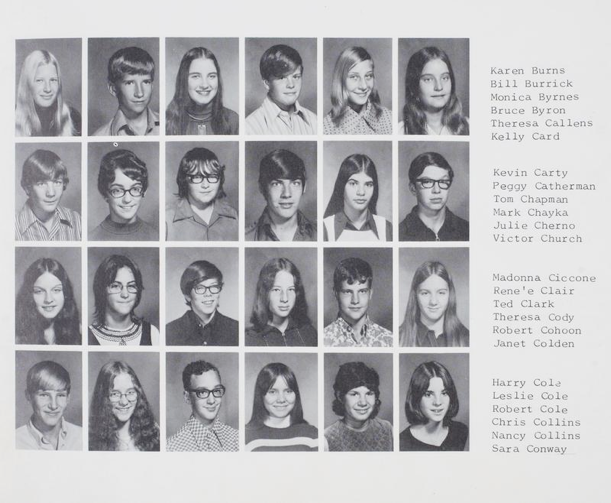 Karen Burns
Bill Burrick
Monica Byrnes
Bruce Byron
Theresa Callens
Kelly Card
Kevin Carty
Peggy Catherman
Tom Chapman
Mark Chayka
Julie Cherno
Victor Church
Madonna Ciccone
Rene'e Clair
Ted Clark
Theresa Cody
Robert Cohoon
Janet Colden
Harry Cole
Leslie Cole
Robert Cole
Chris Collins
Nancy Collins
Sara Conway